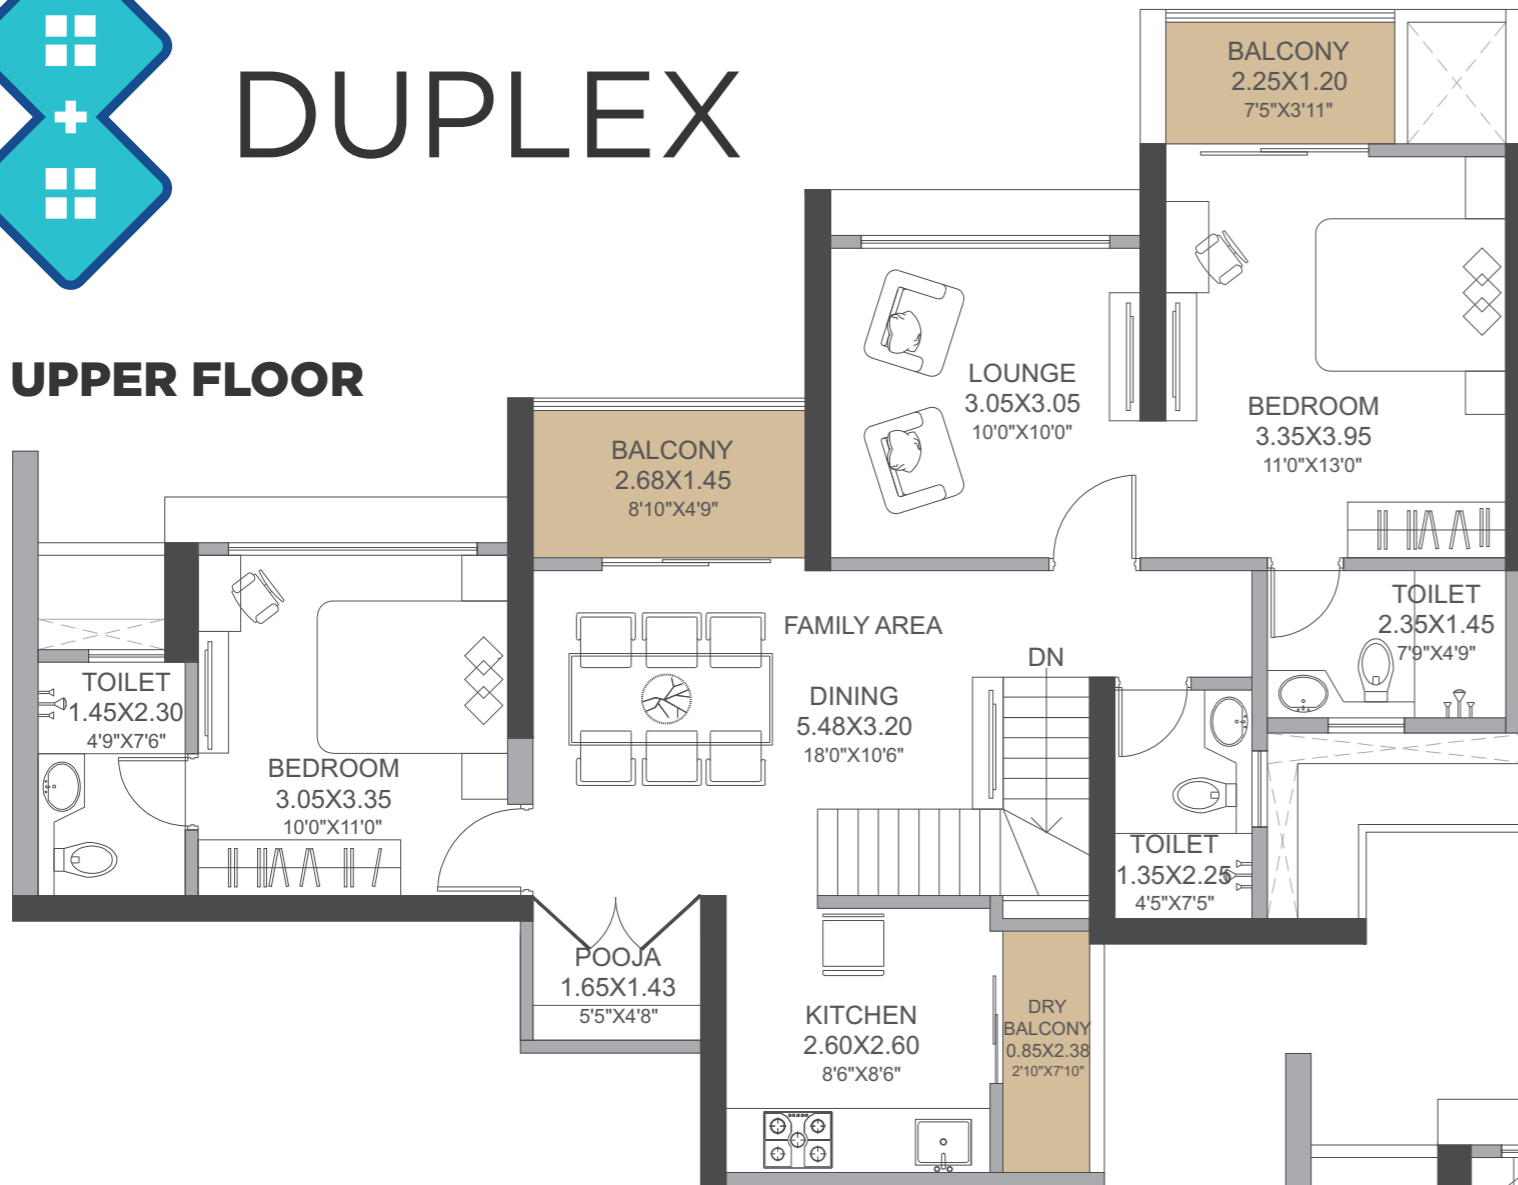 DUPLEX
UPPER FLOOR
BALCONY
2.25X1.20
7'5"X3'11"
LOUNGE
3.05X3.05
10'0"X10'0"
BEDROOM
3.35X3.95
11'0"X13'0"
BALCONY
2.68X1.45
8'10"X4'9"
FAMILY AREA
TOILET
2.35X1.45
7'9"X4'9"
DN
TOILET
1.45X2.30
4'9"X7'6"
DINING
5.48X3.20
18'0"X10'6"
BEDROOM
3.05X3.35
10'0"X11'0"
TOILET
1.35X2.25
4'5"X7'5"
POOJA
1.65X1.43
5'5"X4'8"
KITCHEN
2.60X2.60
8'6"X8'6"
DRY
BALCONY
0.85X2.38
2'10"X7'10"